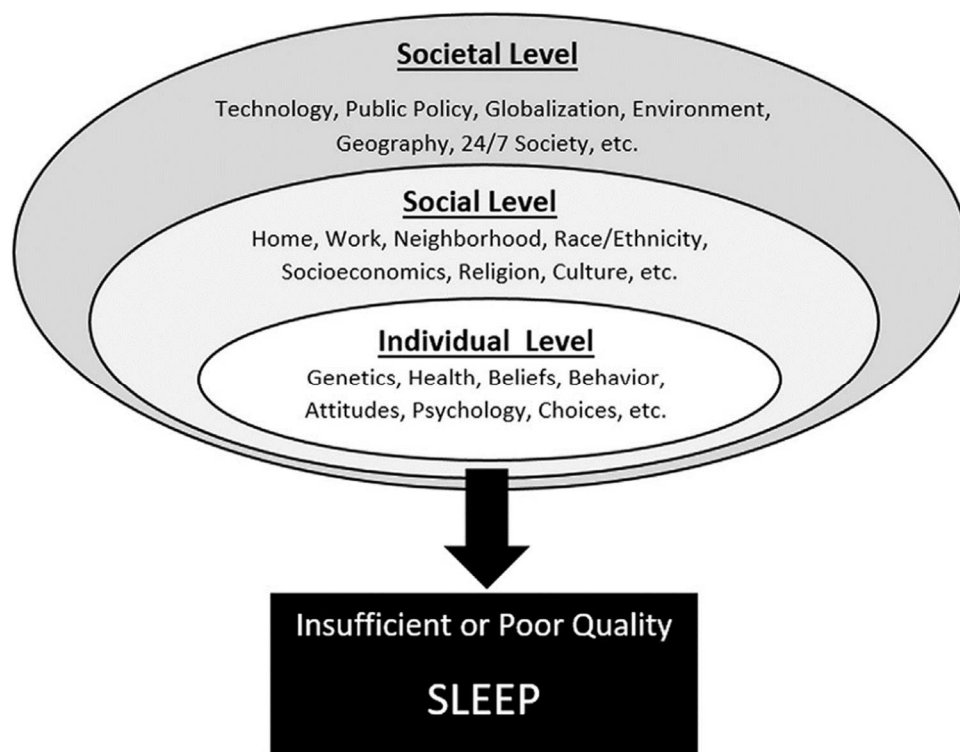 Societal Level
Technology, Public Policy, Globalization, Environment,
Geography, 24/7 Society, etc.
Social Level
Home, Work, Neighborhood, Race/Ethnicity,
Socioeconomics, Religion, Culture, etc.
Individual Level
Genetics, Health, Beliefs, Behavior,
Attitudes, Psychology, Choices, etc.
Insufficient or Poor Quality
SLEEP